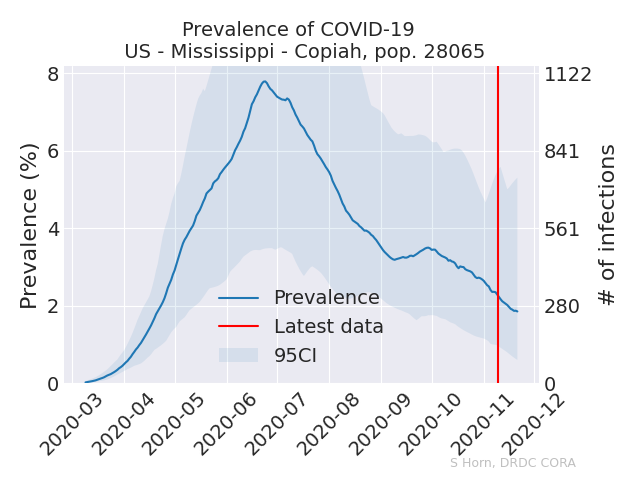 Prevalence of COVID-19
US - Mississippi - Copiah, pop. 28065
Prevalence (%)
8
6
4
2
0
1122
841
561
280
0
# of infections
Prevalence
Latest data
95CI
2020-03
2020-04
2020-05
2020-06
2020-07
2020-08
2020-09
2020-10
2020-11
2020-12
S Horn, DRDC CORA